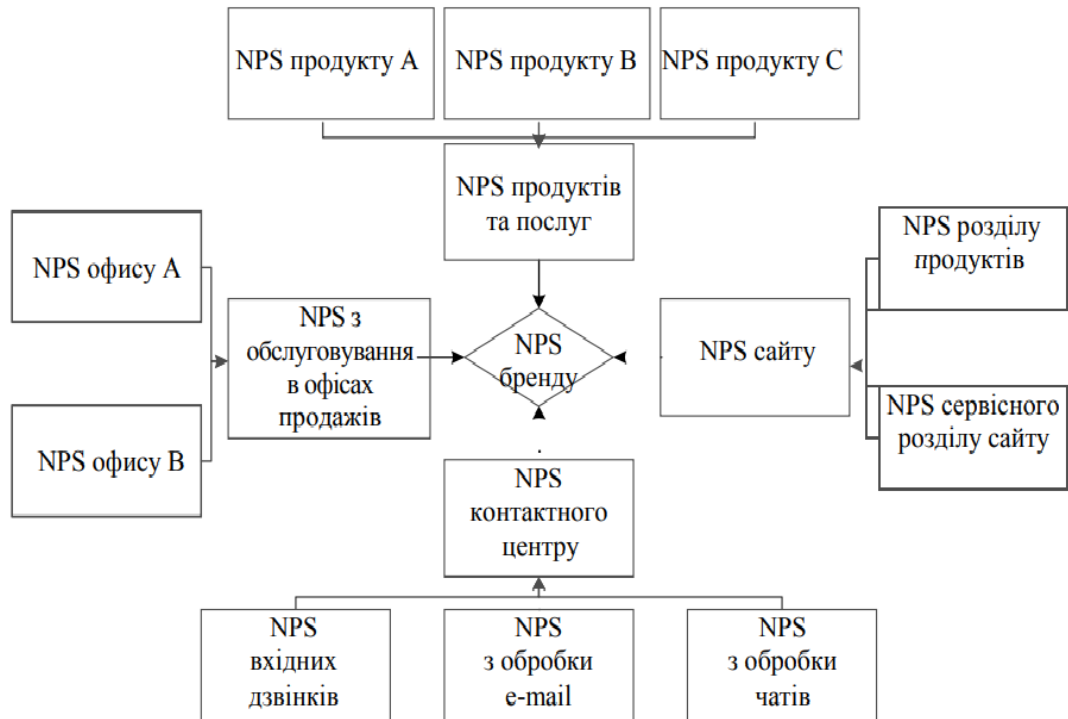 NPS продукту А
NPS продукту В
NPS продукту С
NPS продуктів
та послуг
NPS офису А
NPS офису В
NPS з
обслуговування
в офісах
продажів
NPS
бренду
NPS сайту
NPS розділу
продуктів
NPS сервісного
розділу сайту
NPS
контактного
центру
NPS
вхідних
дзвінків
NPS
з обробки
e-mail
NPS
з обробки
чатів